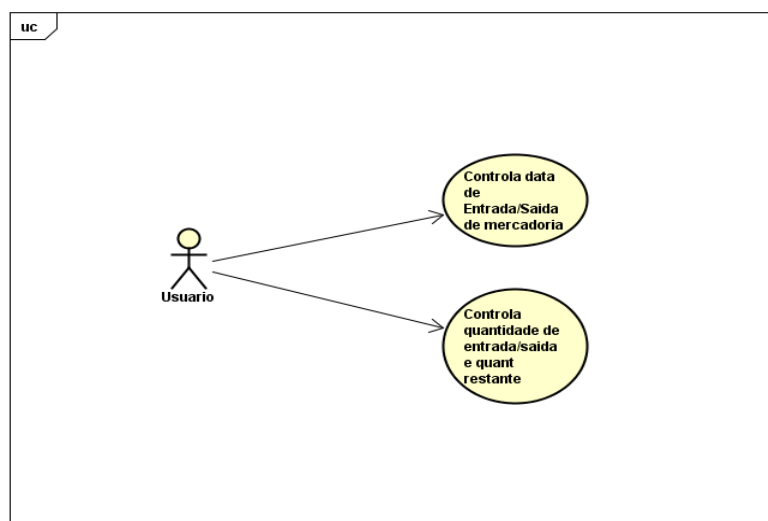 uc
Controla data
de
Entrada/Saida
de mercadoria
Usuario
Controla
quantidade de
entrada/saida
e quant
restante